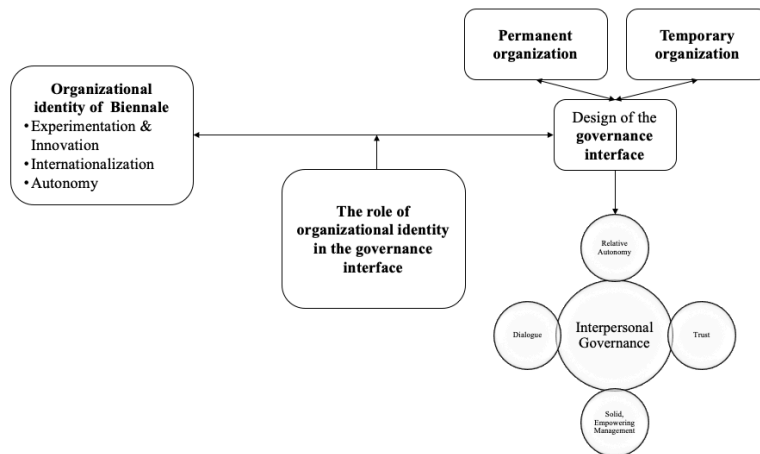 Permanent
organization
Temporary
organization
Organizational
identity of Biennale
•Experimentation &
Innovation
•Internationalization
•Autonomy
Design of the
governance
interface
The role of
organizational identity
in the governance
interface
Relative
Autonomy
Dialogue
Interpersonal
Governance
Trust
Solid,
Empowering
Management